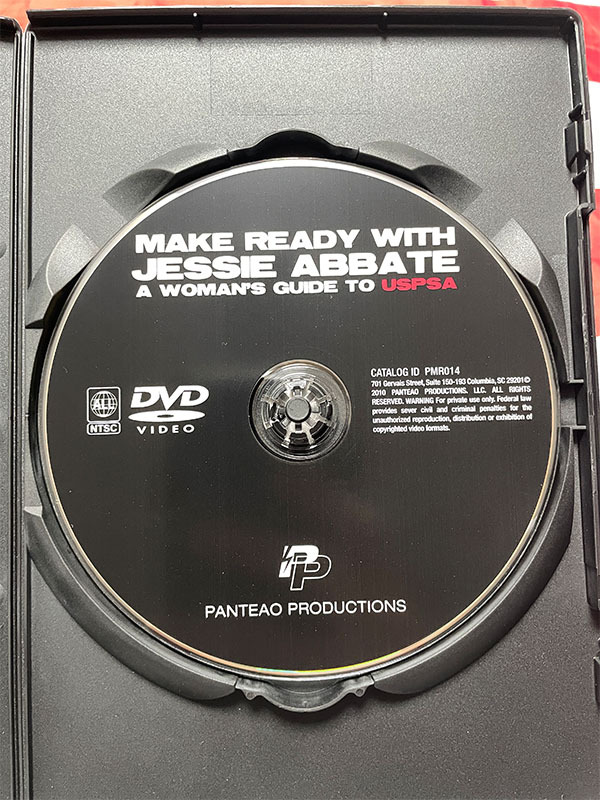 MAKE READY WITH
JESSIE ABBATE
A WOMAN'S GUIDE TO USPSA
CATALOG ID PMR014
701 Gervais Street, Suite 150-193 Columbia, SC 29201©
2010 PANTEAO PRODUCTIONS, LLC. ALL RIGHTS
RESERVED. WARNING For private use only. Federal law
provides sever civil and criminal penalties for the
unauthorized reproduction, distribution or exhibition of
copyrighted video formats.
ALL
NTSC
DVD
VIDEO
PP
PANTEAO PRODUCTIONS